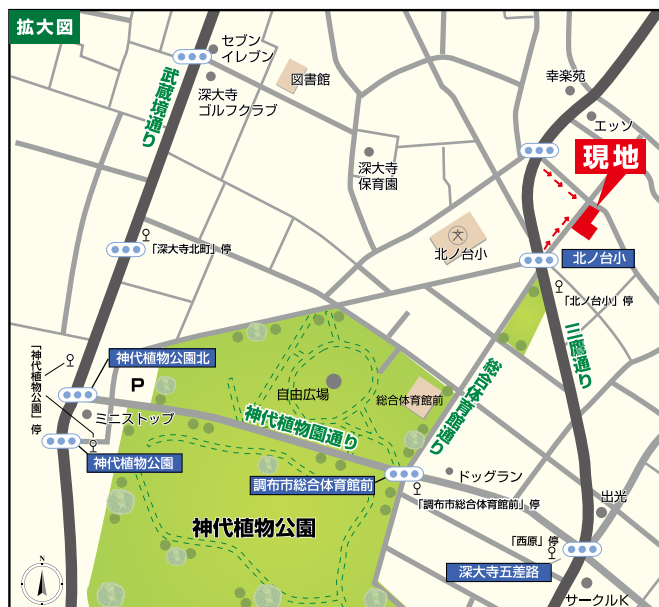 拡大図
セブン
イレブン
図書館
武蔵境通り
深大寺
ゴルフクラブ
幸楽苑
エッソ
現地
深大寺
保育園
文
北ノ台小
「深大寺北町」停
北ノ台小
「北ノ台小」停
三鷹通り
「神代植物公園」停
神代植物公園北
P
自由広場
総合体育館前
総合体育館通り
ミニストップ
神代植物園通り
神代植物公園
調布市総合体育館前
ドッグラン
「調布市総合体育館前」停
出光
神代植物公園
「西原」停
深大寺五差路
サークルK
N